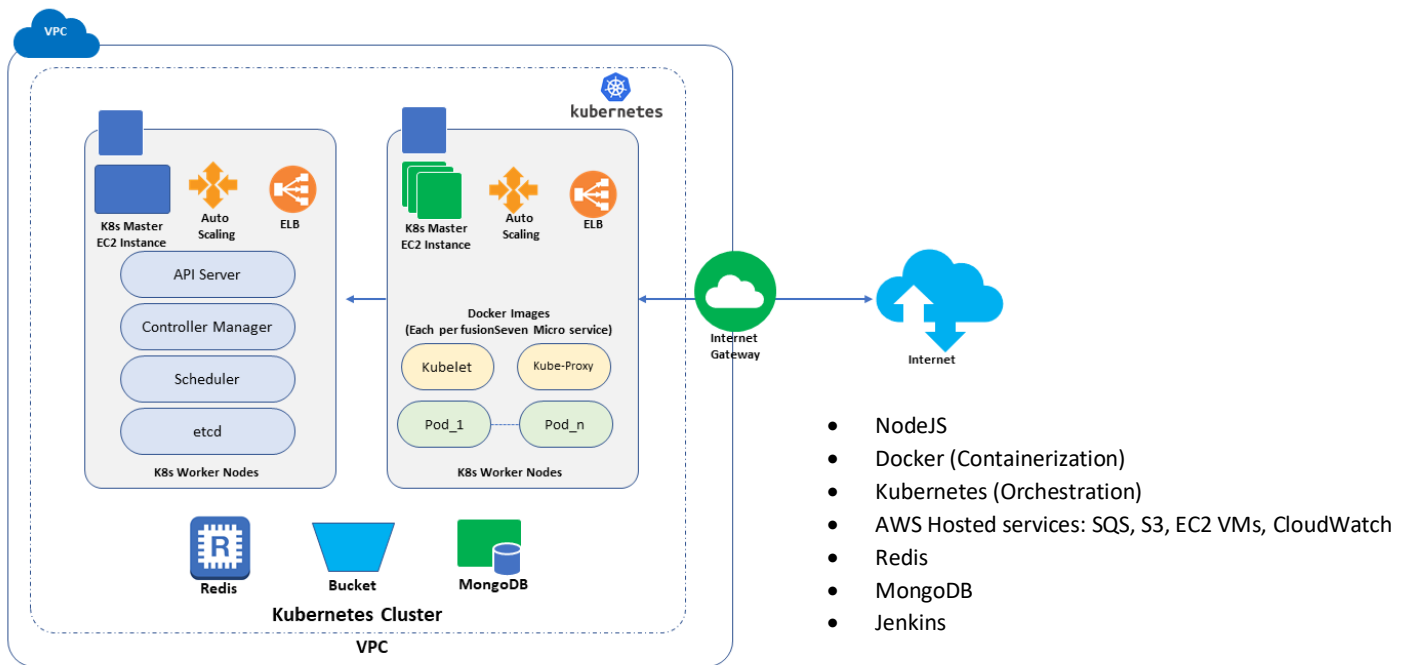 VPC
kubernetes
K8s Master
EC2 Instance
Auto
Scaling
ELB
API Server
Controller Manager
Scheduler
etcd
K8s Worker Nodes
K8s Master
EC2 Instance
Auto
Scaling
ELB
Docker Images
(Each per fusionSeven Micro service)
Kubelet
Kube-Proxy
Pod_1
Pod_n
K8s Worker Nodes
Internet
Gateway
Internet
R
Redis
Bucket
MongoDB
Kubernetes Cluster
VPC
• NodeJS
• Docker (Containerization)
• Kubernetes (Orchestration)
• AWS Hosted services: SQS, S3, EC2 VMs, CloudWatch
• Redis
• MongoDB
• Jenkins